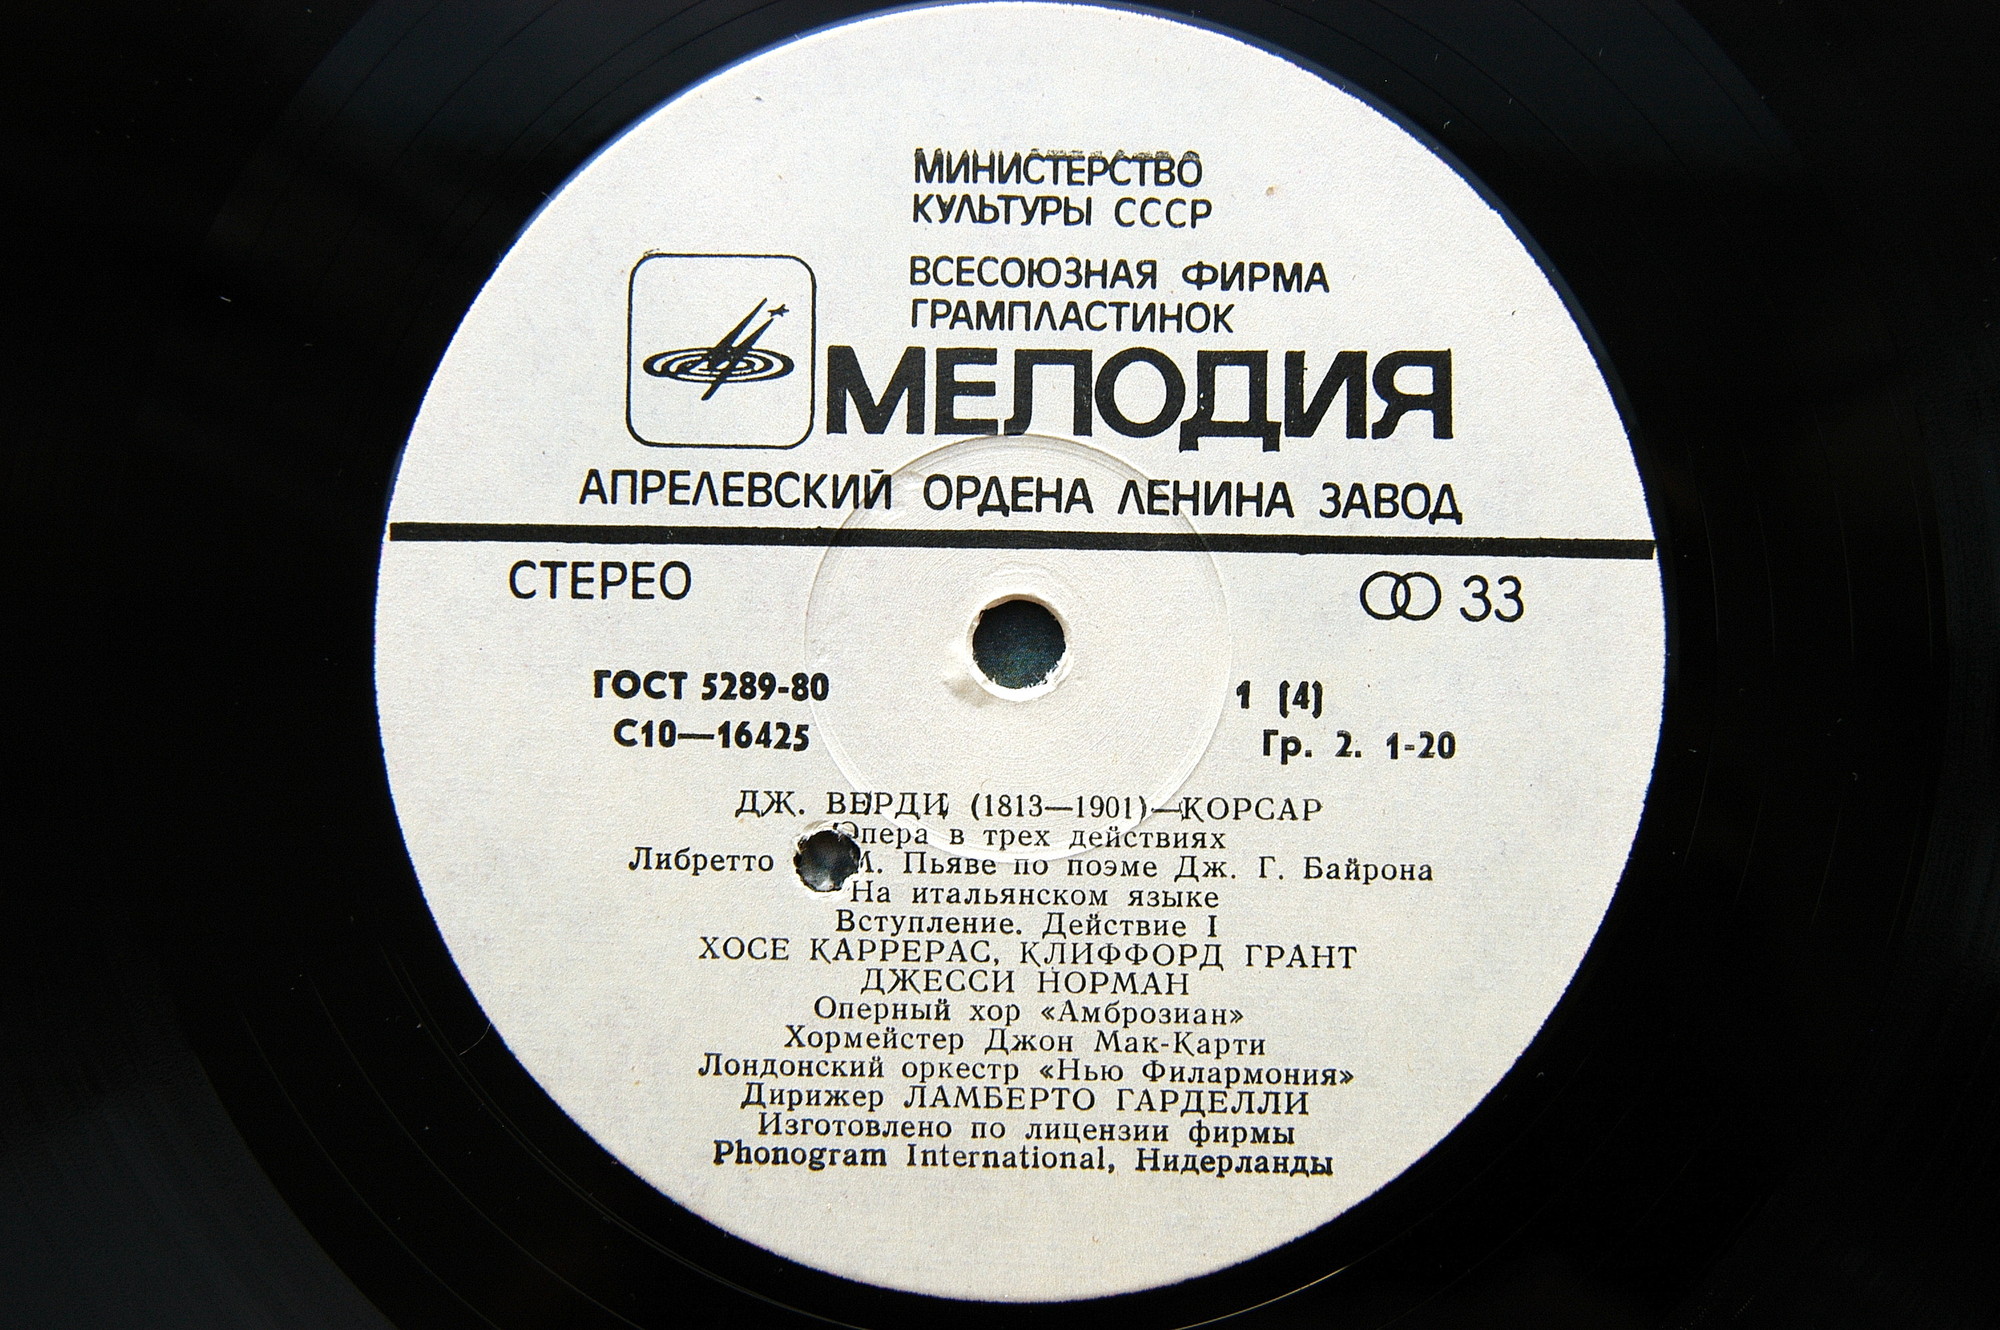 МИНИСТЕРСТВО
КУЛЬТУРЫ СССР
ВСЕСОЮЗНАЯ ФИРМА
ГРАМПЛАСТИНОК
МЕЛОДИЯ
АПРЕЛЕВСКИЙ ОРДЕНА ЛЕНИНА ЗАВОД
СТЕРЕО 33
ГОСТ 5289-80 1 (4)
С10—16425 Гр. 2. 1-20
ДЖ. ВЕРДИ (1813—1901)—КОРСАР
Опера в трех действиях
Либретто М. Пьяве по поэме Дж. Г. Байрона
На итальянском языке
Вступление. Действие I
ХОСЕ КАРРЕРАС, КЛИФФОРД ГРАНТ
ДЖЕССИ НОРМАН
Оперный хор «Амброзиан»
Хормейстер Джон Мак-Карти
Лондонский оркестр «Нью Филармония»
Дирижер ЛАМБЕРТО ГАРДЕЛЛИ
Изготовлено по лицензии фирмы
Phonogram International, Нидерланды